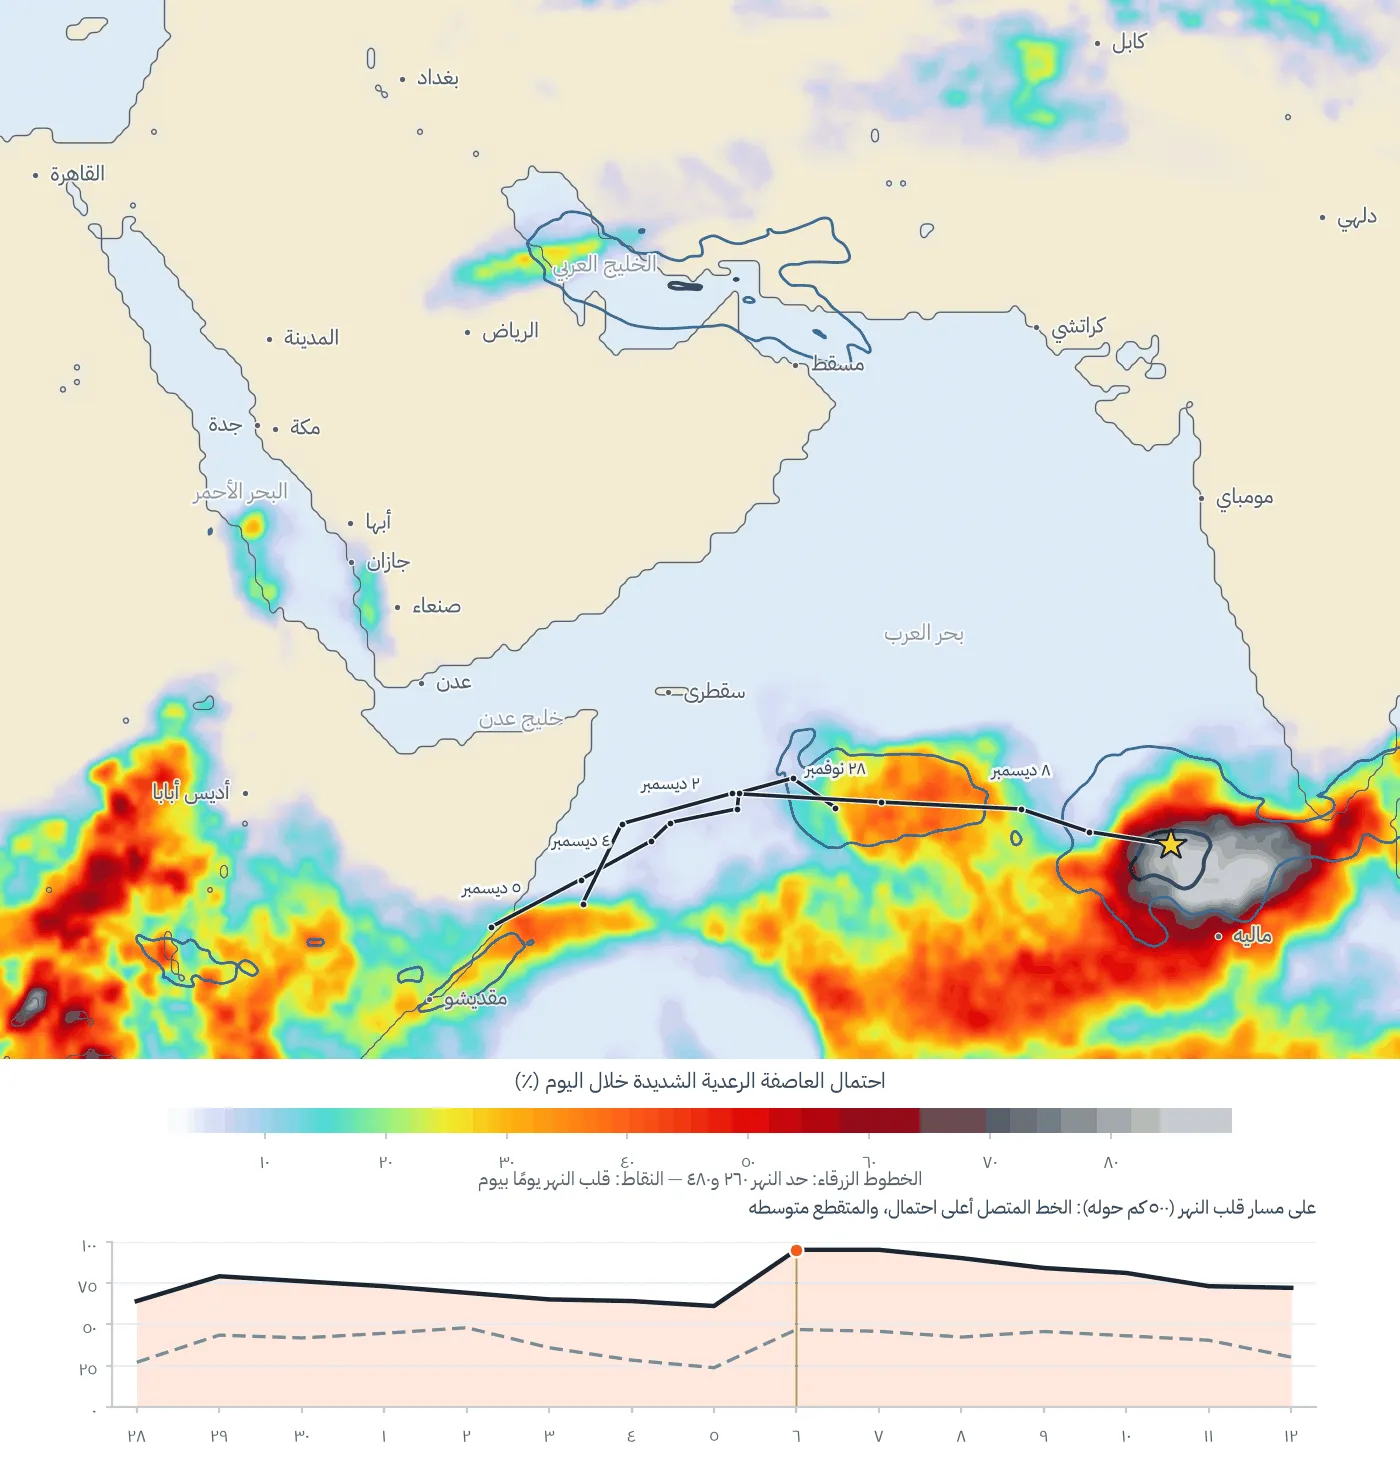 كابل
بغداد
القاهرة
دلهي
الخليج العربي
الرياض
المدينة
كراتشي
مسقط
جدة
مكة
البحر الأحمر
مومباي
أبها
جازان
صنعاء
بحر العرب
عدن
سقطرى
خليج عدن
٢٨ نوفمبر
٨ ديسمبر
٢ ديسمبر
أديس أبابا
٤ ديسمبر
٥ ديسمبر
ماليه
مقديشو
احتمال العاصفة الرعدية الشديدة خلال اليوم (٪)
١٠ ٢٠ ٣٠ ٤٠ ٥٠ ٦٠ ٧٠ ٨٠
الخطوط الزرقاء: حد النهر ٢٦٠ و٤٨٠ — النقاط: قلب النهر يومًا بيوم
على مسار قلب النهر (٥٠٠ كم حوله): الخط المتصل أعلى احتمال، والمتقطع متوسطه
١٠٠
٧٥
٥٠
٢٥
٠
٢٨ ٢٩ ٣٠ ١ ٢ ٣ ٤ ٥ ٦ ٧ ٨ ٩ ١٠ ١١ ١٢